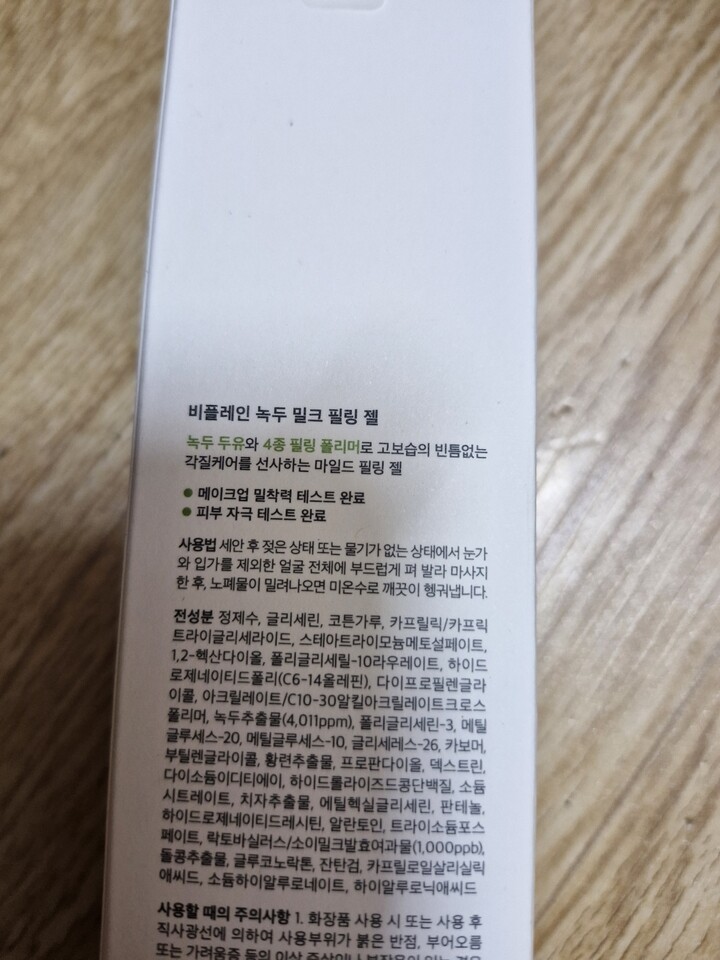 비플레인 녹두 밀크 필링 젤
녹두 두유와 4종 필링 폴리머로 고보습의 빈틈없는
각질케어를 선사하는 마일드 필링 젤
● 메이크업 밀착력 테스트 완료
● 피부 자극 테스트 완료
사용법 세안 후 젖은 상태 또는 물기가 없는 상태에서 눈가
와 입가를 제외한 얼굴 전체에 부드럽게 펴 발라 마사지
한 후, 노폐물이 밀려나오면 미온수로 깨끗이 헹궈냅니다.
전성분 정제수, 글리세린, 코튼가루, 카프릴릭/카프릭
트라이글리세라이드, 스테아트라이모늄메토설페이트,
1,2-헥산다이올, 폴리글리세릴-10라우레이트, 하이드
로제네이티드폴리(C6-14올레핀), 다이프로필렌글라
이콜, 아크릴레이트/C10-30알킬아크릴레이트크로스
폴리머, 녹두추출물(4,011ppm), 폴리글리세린-3, 메틸
글루세스-20, 메틸글루세스-10, 글리세레스-26, 카보머,
부틸렌글라이콜, 황련추출물, 프로판다이올, 덱스트린,
다이소듐이디티에이, 하이드롤라이즈드콩단백질, 소듐
시트레이트, 치자추출물, 에틸헥실글리세린, 판테놀,
하이드로제네이티드레시틴, 알란토인, 트라이소듐포스
페이트, 락토바실러스/소이밀크발효여과물(1,000ppb),
돌콩추출물, 글루코노락톤, 잔탄검, 카프릴로일살리실릭
애씨드, 소듐하이알루로네이트, 하이알루로닉애씨드
사용할 때의 주의사항 1. 화장품 사용 시 또는 사용 후
직사광선에 의하여 사용부위가 붉은 반점, 부어오름
또는 가려움증 등의 이상 증상이나 부작용이 있는 경우